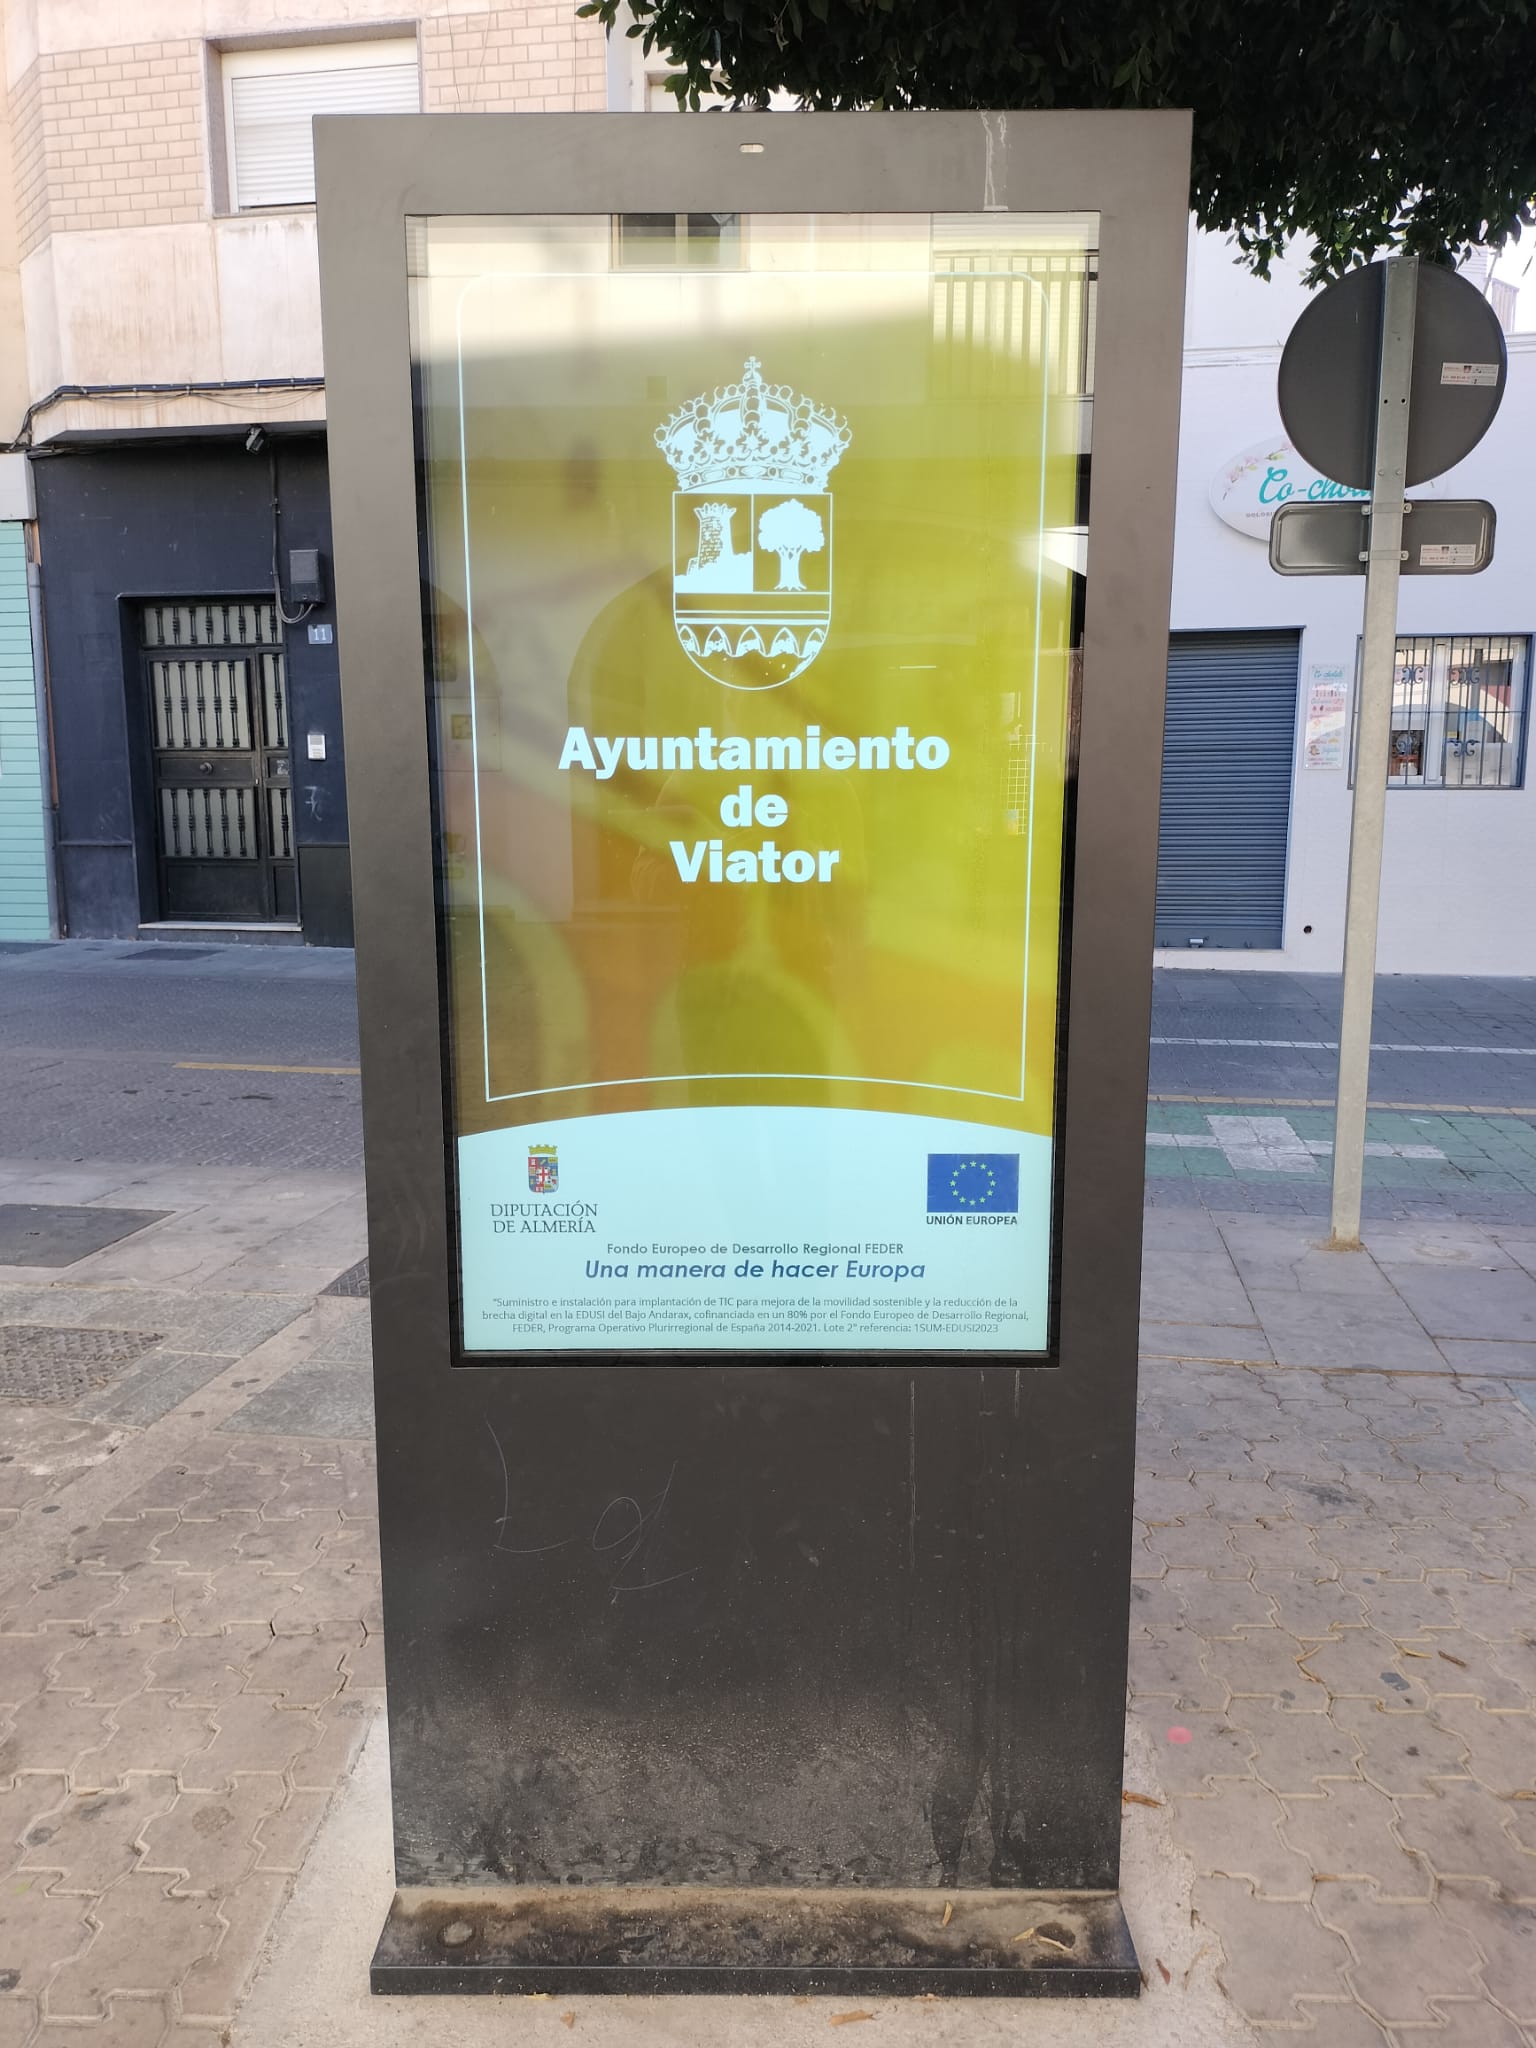 Ayuntamiento
de
Viator
DIPUTACIÓN
DE ALMERÍA
UNIÓN EUROPEA
Fondo Europeo de Desarrollo Regional FEDER
Una manera de hacer Europa
"Suministro e instalación para implantación de TIC para mejora de la movilidad sostenible y la reducción de la
brecha digital en la EDUSI del Bajo Andarax, cofinanciada en un 80% por el Fondo Europeo de Desarrollo Regional,
FEDER, Programa Operativo Plurirregional de España 2014-2021. Lote 2" referencia: 1SUM-EDUSI2023
11